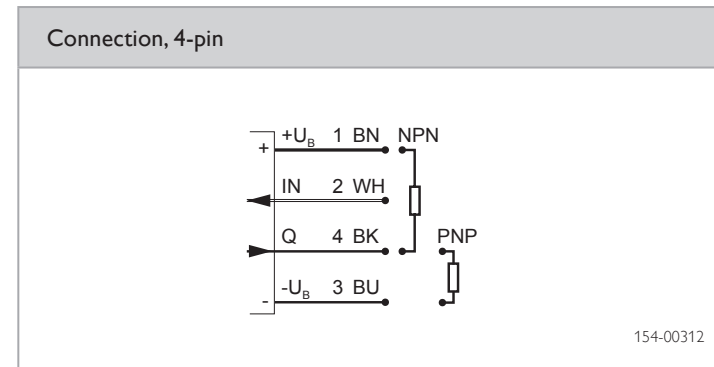 Connection, 4-pin
+U_B 1 BN NPN
+
IN 2 WH
Q 4 BK PNP
-U_B 3 BU
-
154-00312